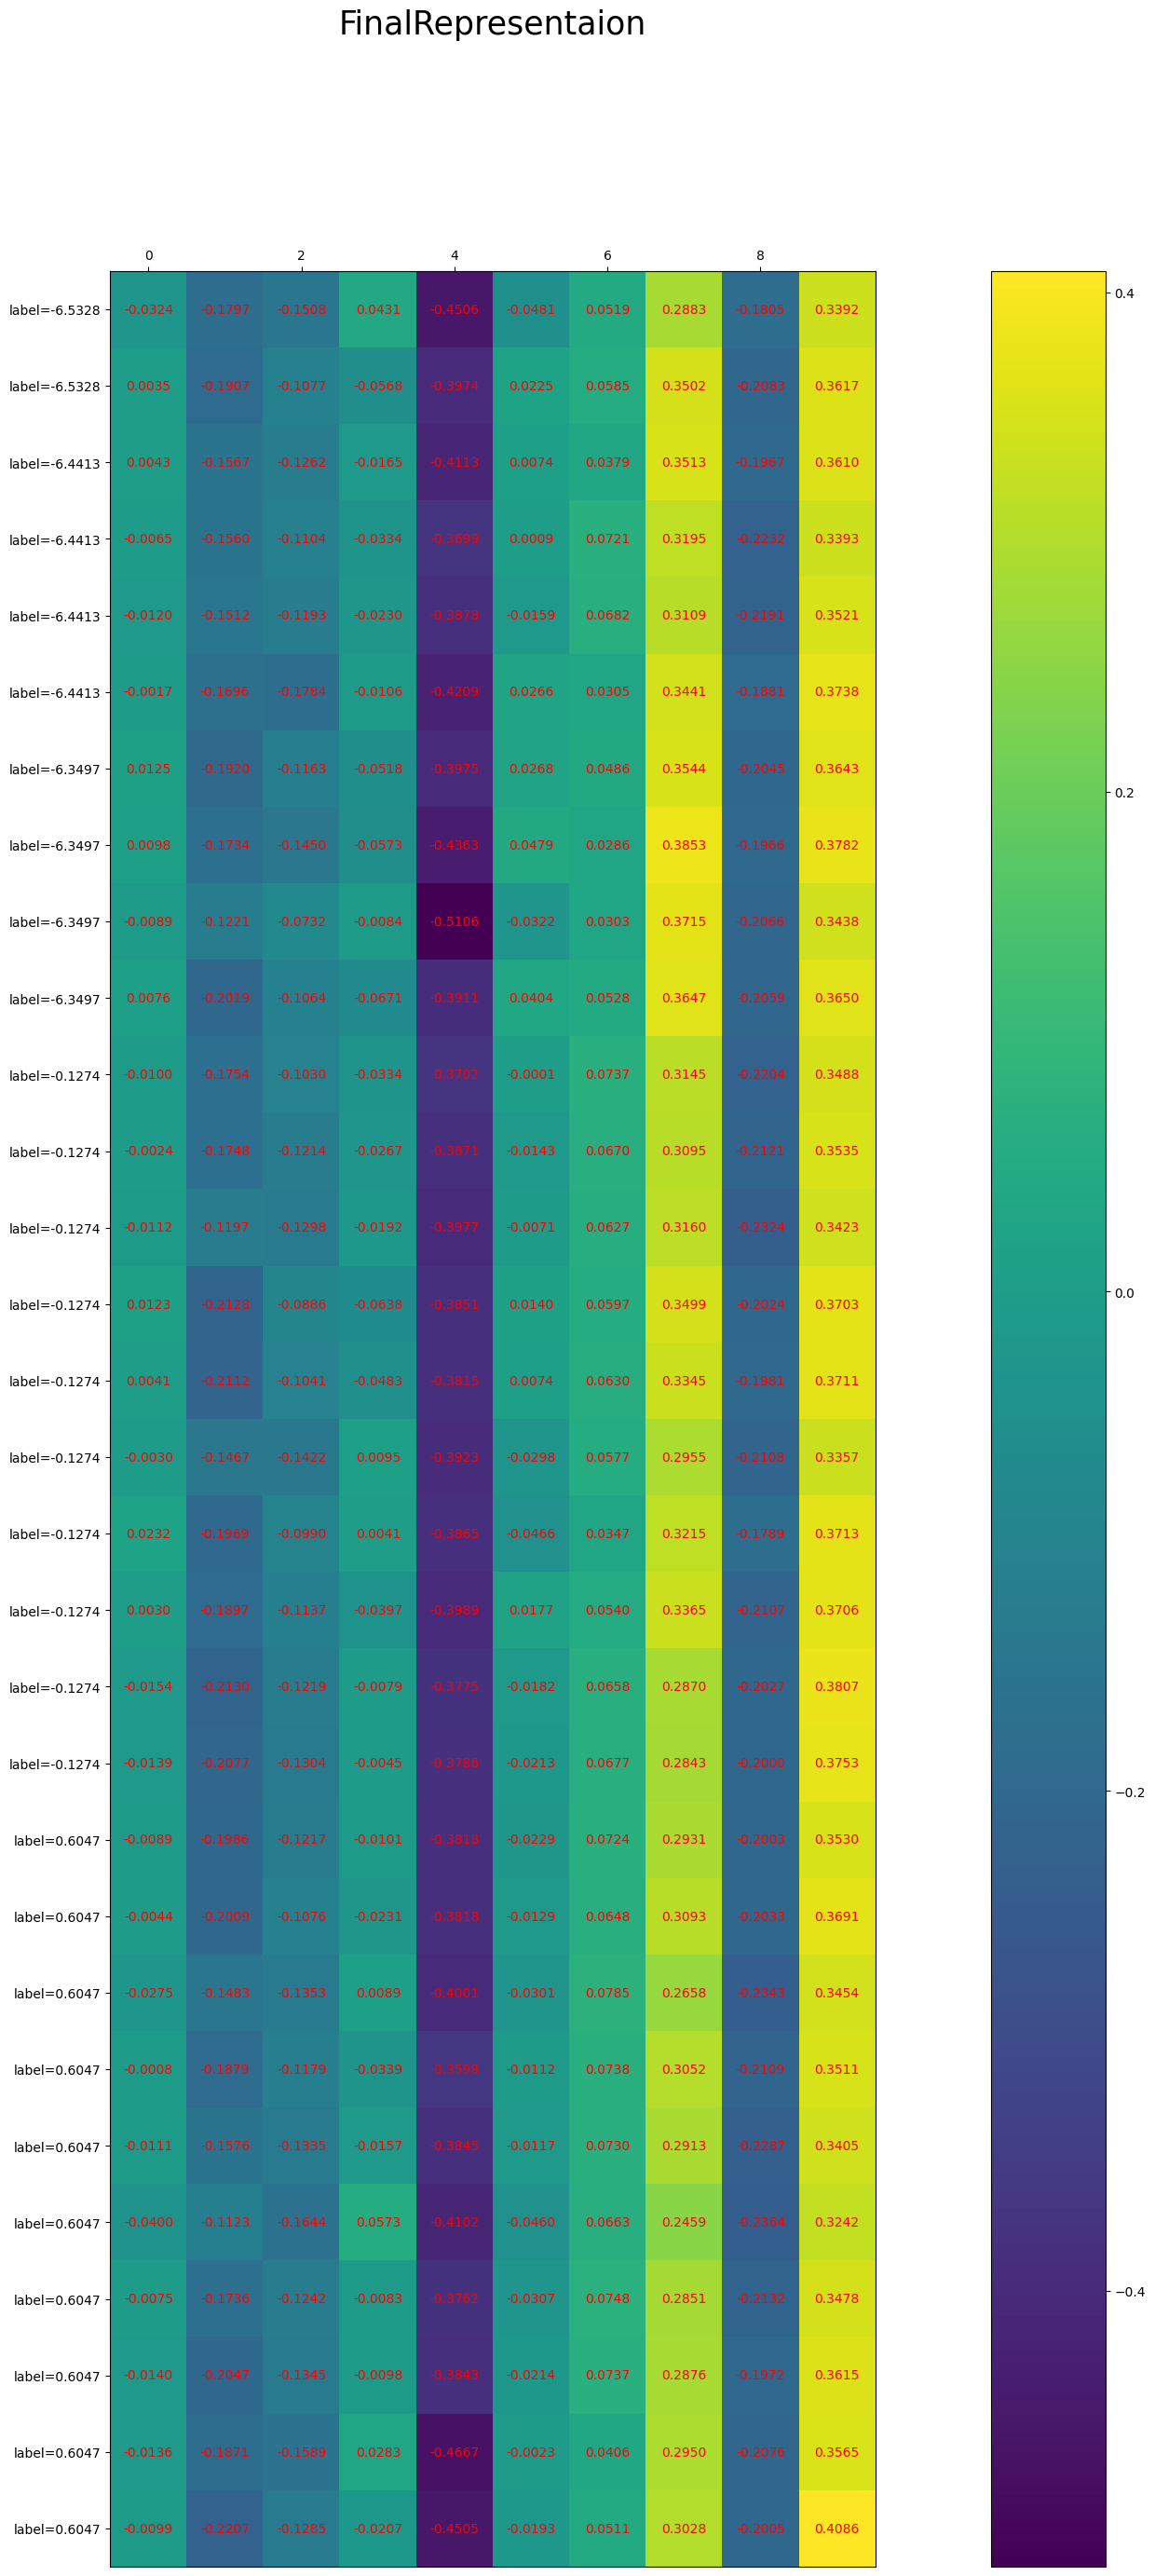 FinalRepresentaion
0 2 4 6 8
label=-6.5328 -0.0324 -0.1797 -0.1508 0.0431 -0.4506 -0.0481 0.0519 0.2883 -0.1805 0.3392
0.4
label=-6.5328 0.0035 -0.1907 -0.1077 -0.0568 -0.3974 0.0225 0.0585 0.3502 -0.2083 0.3617
label=-6.4413 0.0043 -0.1567 -0.1262 -0.0165 -0.4113 0.0074 0.0379 0.3513 -0.1967 0.3610
label=-6.4413 -0.0065 -0.1560 -0.1104 -0.0334 -0.3699 0.0009 0.0721 0.3195 -0.2232 0.3393
label=-6.4413 -0.0120 -0.1512 -0.1193 -0.0230 -0.3878 -0.0159 0.0682 0.3109 -0.2191 0.3521
label=-6.4413 -0.0017 -0.1696 -0.1784 -0.0106 -0.4209 0.0266 0.0305 0.3441 -0.1881 0.3738
label=-6.3497 0.0125 -0.1920 -0.1163 -0.0518 -0.3975 0.0268 0.0486 0.3544 -0.2045 0.3643
0.2
label=-6.3497 0.0098 -0.1734 -0.1450 -0.0573 -0.4363 0.0479 0.0286 0.3853 -0.1966 0.3782
label=-6.3497 -0.0089 -0.1221 -0.0732 -0.0084 -0.5106 -0.0322 0.0303 0.3715 -0.2066 0.3438
label=-6.3497 0.0076 -0.2019 -0.1064 -0.0671 -0.3911 0.0404 0.0528 0.3647 -0.2059 0.3650
label=-0.1274 -0.0100 -0.1754 -0.1030 -0.0334 -0.3702 -0.0001 0.0737 0.3145 -0.2204 0.3488
label=-0.1274 -0.0024 -0.1748 -0.1214 -0.0267 -0.3871 -0.0143 0.0670 0.3095 -0.2121 0.3535
label=-0.1274 -0.0112 -0.1197 -0.1298 -0.0192 -0.3977 -0.0071 0.0627 0.3160 -0.2324 0.3423
label=-0.1274 0.0123 -0.2128 -0.0886 -0.0638 -0.3851 0.0140 0.0597 0.3499 -0.2024 0.3703
0.0
label=-0.1274 0.0041 -0.2112 -0.1041 -0.0483 -0.3815 0.0074 0.0630 0.3345 -0.1981 0.3711
label=-0.1274 -0.0030 -0.1467 -0.1422 0.0095 -0.3923 -0.0298 0.0577 0.2955 -0.2108 0.3357
label=-0.1274 0.0232 -0.1969 -0.0990 0.0041 -0.3865 -0.0466 0.0347 0.3215 -0.1789 0.3713
label=-0.1274 0.0030 -0.1897 -0.1137 -0.0397 -0.3989 0.0177 0.0540 0.3365 -0.2107 0.3706
label=-0.1274 -0.0154 -0.2130 -0.1219 -0.0079 -0.3775 -0.0182 0.0658 0.2870 -0.2027 0.3807
label=-0.1274 -0.0139 -0.2077 -0.1304 -0.0045 -0.3786 -0.0213 0.0677 0.2843 -0.2000 0.3753
−0.2
label=0.6047 -0.0089 -0.1986 -0.1217 -0.0101 -0.3818 -0.0229 0.0724 0.2931 -0.2003 0.3530
label=0.6047 -0.0044 -0.2009 -0.1076 -0.0231 -0.3816 -0.0129 0.0648 0.3093 -0.2033 0.3691
label=0.6047 -0.0275 -0.1483 -0.1353 0.0089 -0.4001 -0.0301 0.0785 0.2658 -0.2343 0.3454
label=0.6047 -0.0008 -0.1879 -0.1179 -0.0339 -0.3598 -0.0112 0.0738 0.3052 -0.2109 0.3511
label=0.6047 -0.0111 -0.1576 -0.1335 -0.0157 -0.3845 -0.0117 0.0730 0.2913 -0.2287 0.3405
label=0.6047 -0.0400 -0.1123 -0.1644 0.0573 -0.4102 -0.0460 0.0663 0.2459 -0.2364 0.3242
label=0.6047 -0.0075 -0.1736 -0.1242 -0.0083 -0.3762 -0.0307 0.0748 0.2851 -0.2132 0.3478
−0.4
label=0.6047 -0.0140 -0.2047 -0.1345 -0.0098 -0.3843 -0.0214 0.0737 0.2876 -0.1972 0.3615
label=0.6047 -0.0136 -0.1871 -0.1589 0.0283 -0.4667 -0.0023 0.0406 0.2950 -0.2076 0.3565
label=0.6047 -0.0099 -0.2207 -0.1285 -0.0207 -0.4505 -0.0193 0.0511 0.3028 -0.2005 0.4086